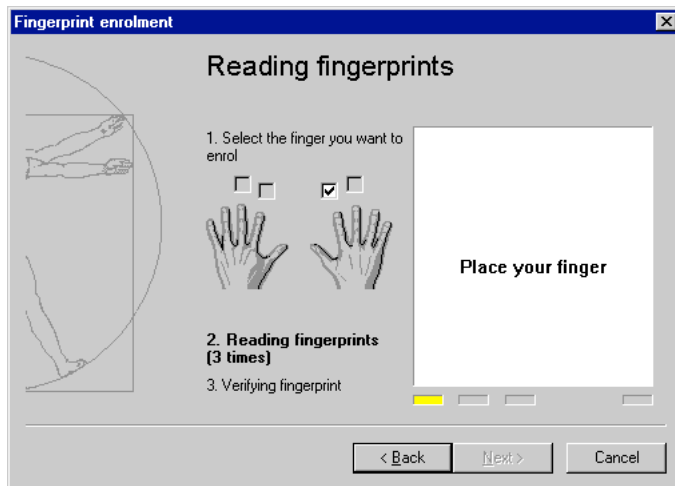 Fingerprint enrolment
Reading fingerprints
1. Select the finger you want to
enrol
Place your finger
2. Reading fingerprints
(3 times)
3. Verifying fingerprint
< Back
Next >
Cancel